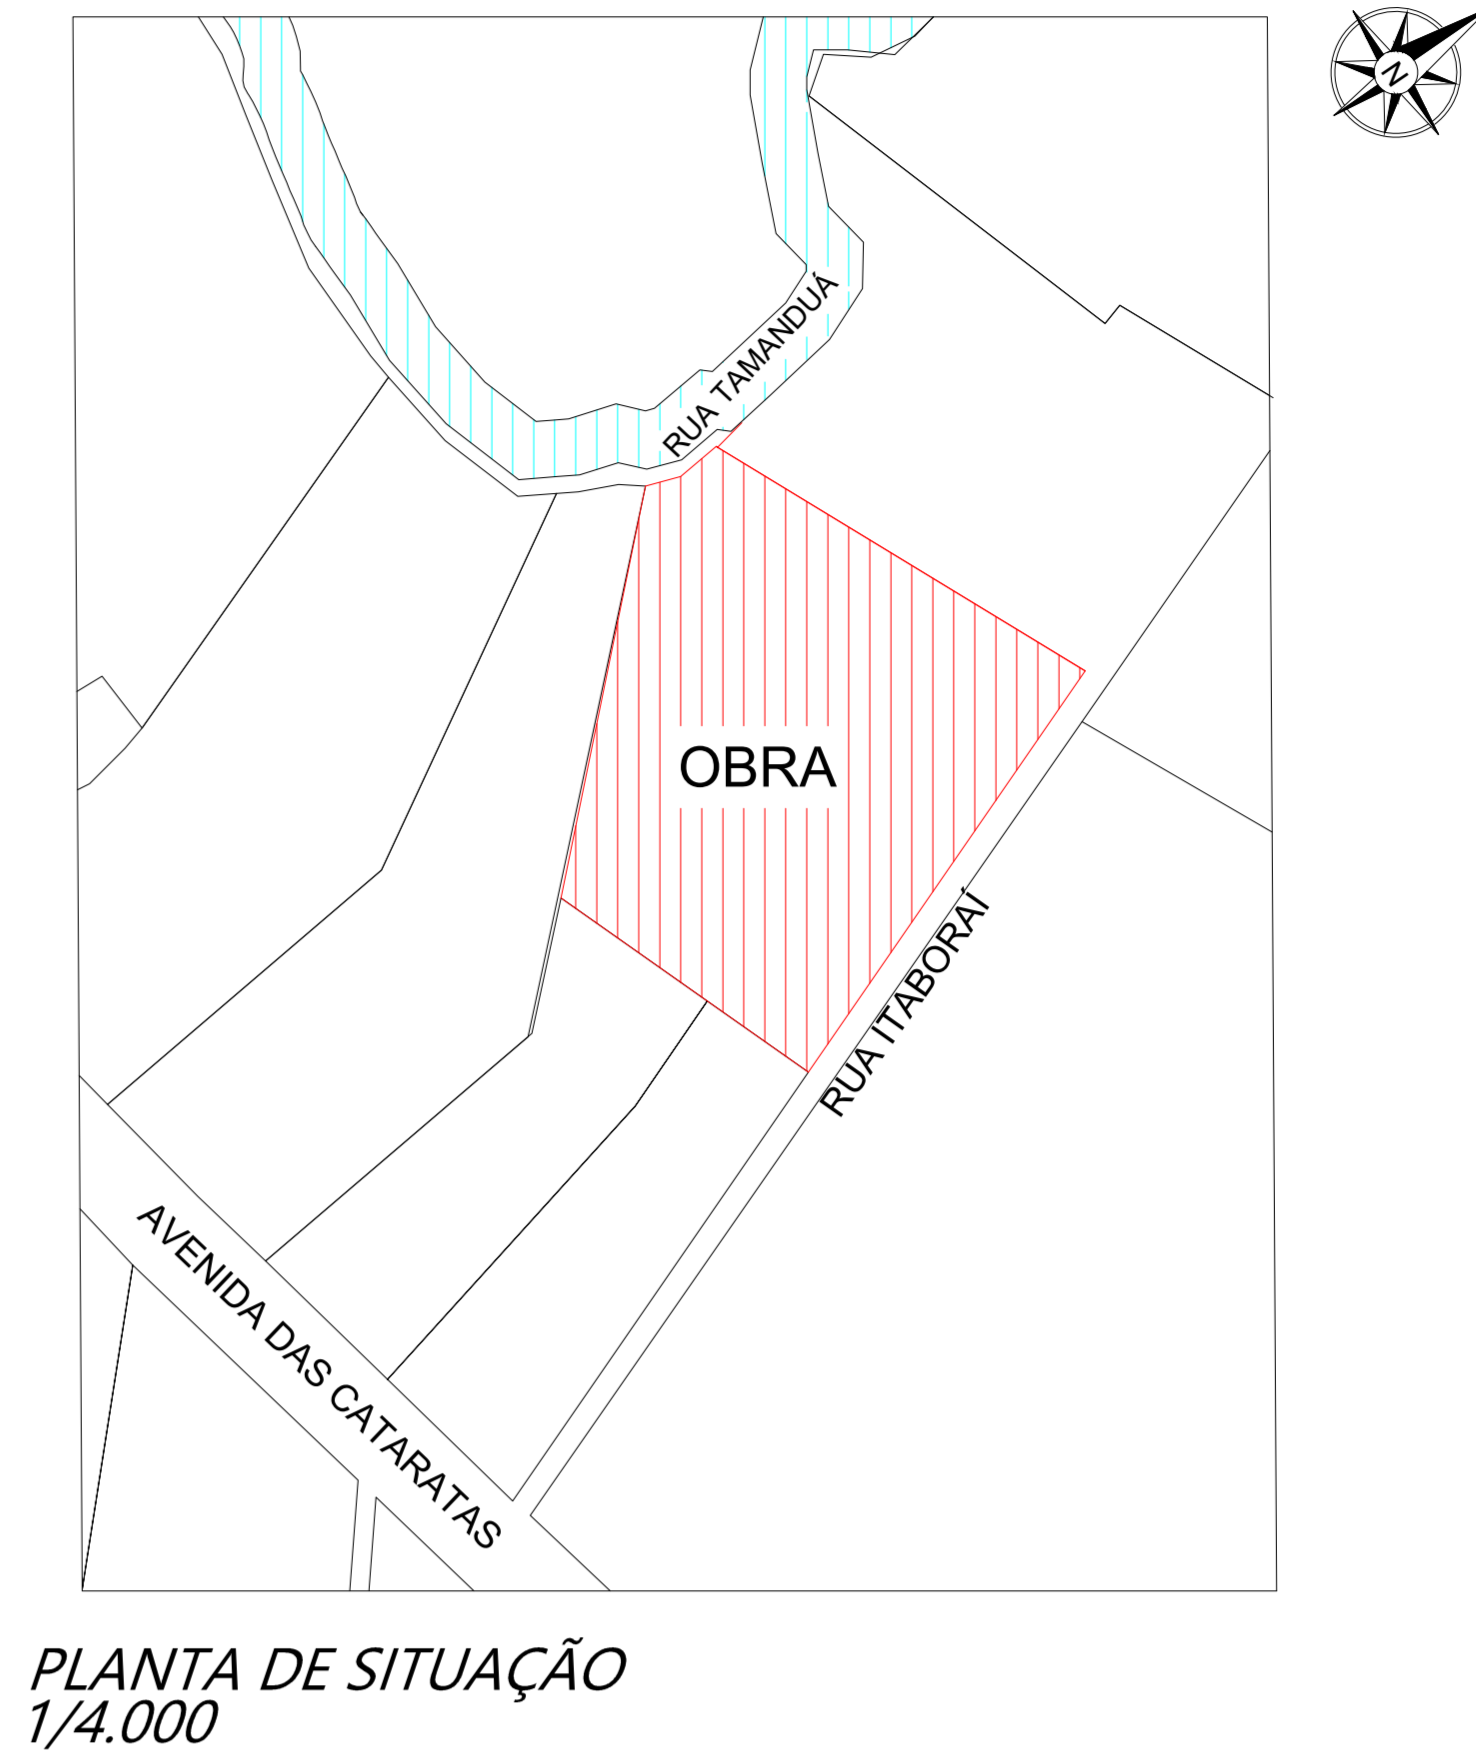 N
RUA TAMANDUÁ
OBRA
RUA ITABORAÍ
AVENIDA DAS CATARATAS
PLANTA DE SITUAÇÃO
1/4.000